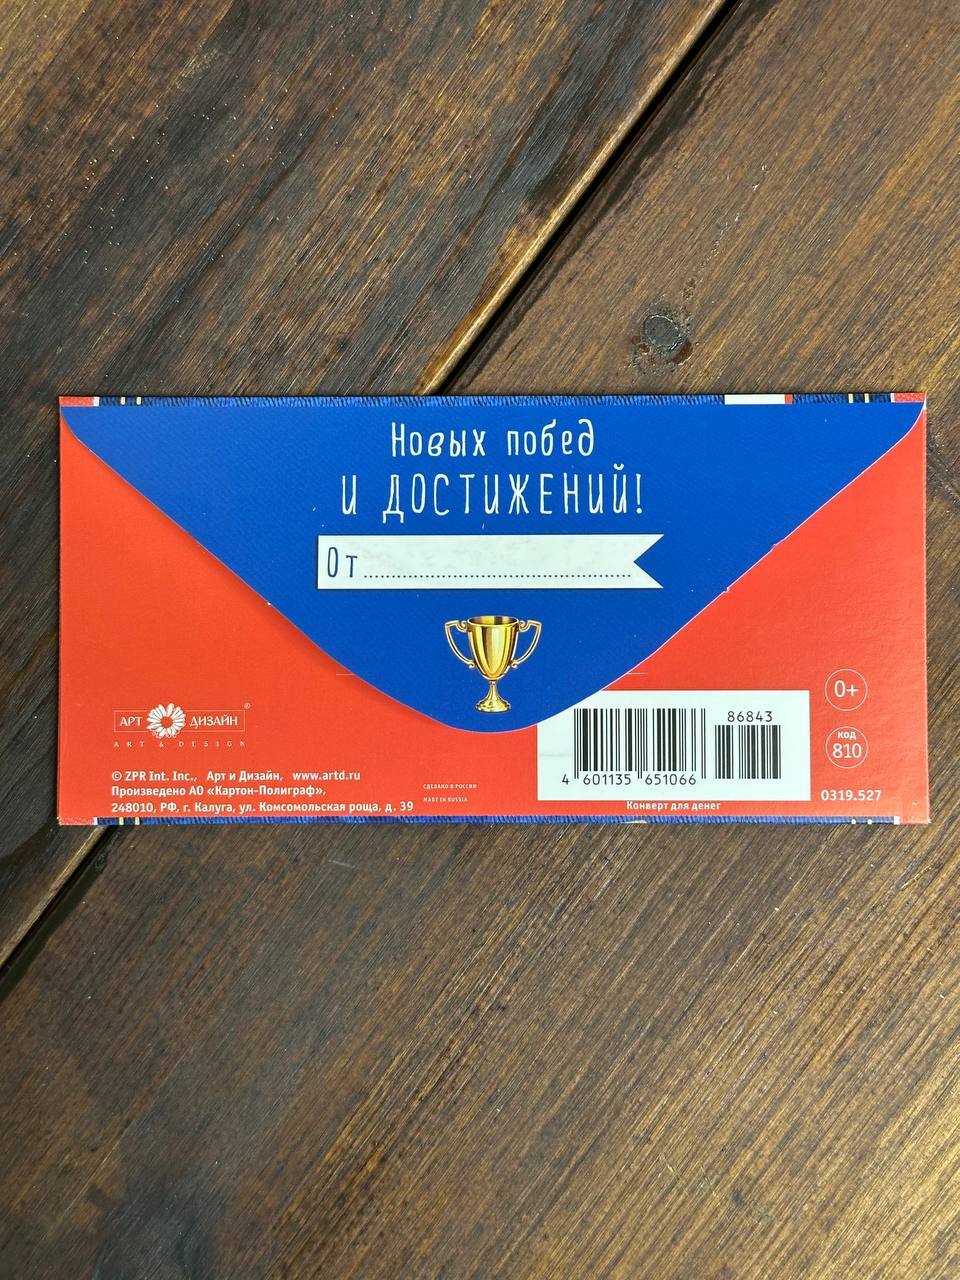 Новых побед
и достижений!
От
АРТ ДИЗАЙН ®
ART & DESIGN
© ZPR Int. Inc., Арт и Дизайн, www.artd.ru
Произведено АО «Картон-Полиграф»,
248010, РФ, г. Калуга, ул. Комсомольская роща, д. 39
СДЕЛАНО В РОССИИ
MADE IN RUSSIA
86843
4 601135 651066
Конверт для денег
0+
код
810
0319.527